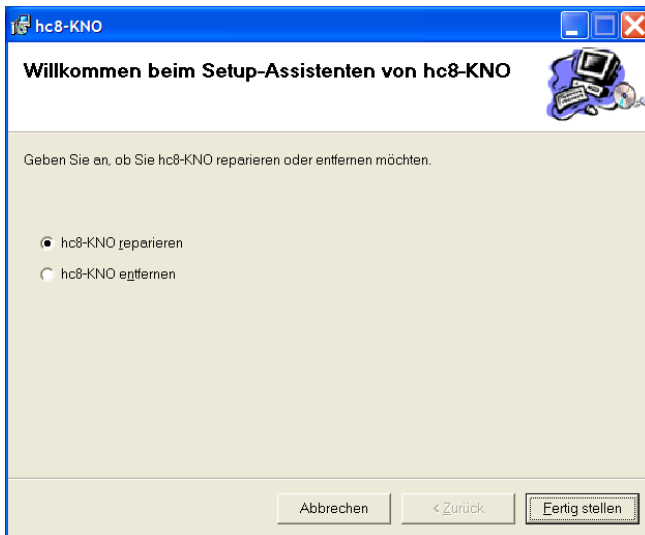 hc8-KNO
Willkommen beim Setup-Assistenten von hc8-KNO
Geben Sie an, ob Sie hc8-KNO reparieren oder entfernen möchten.
hc8-KNO reparieren
hc8-KNO entfernen
Abbrechen
< Zurück
Fertig stellen